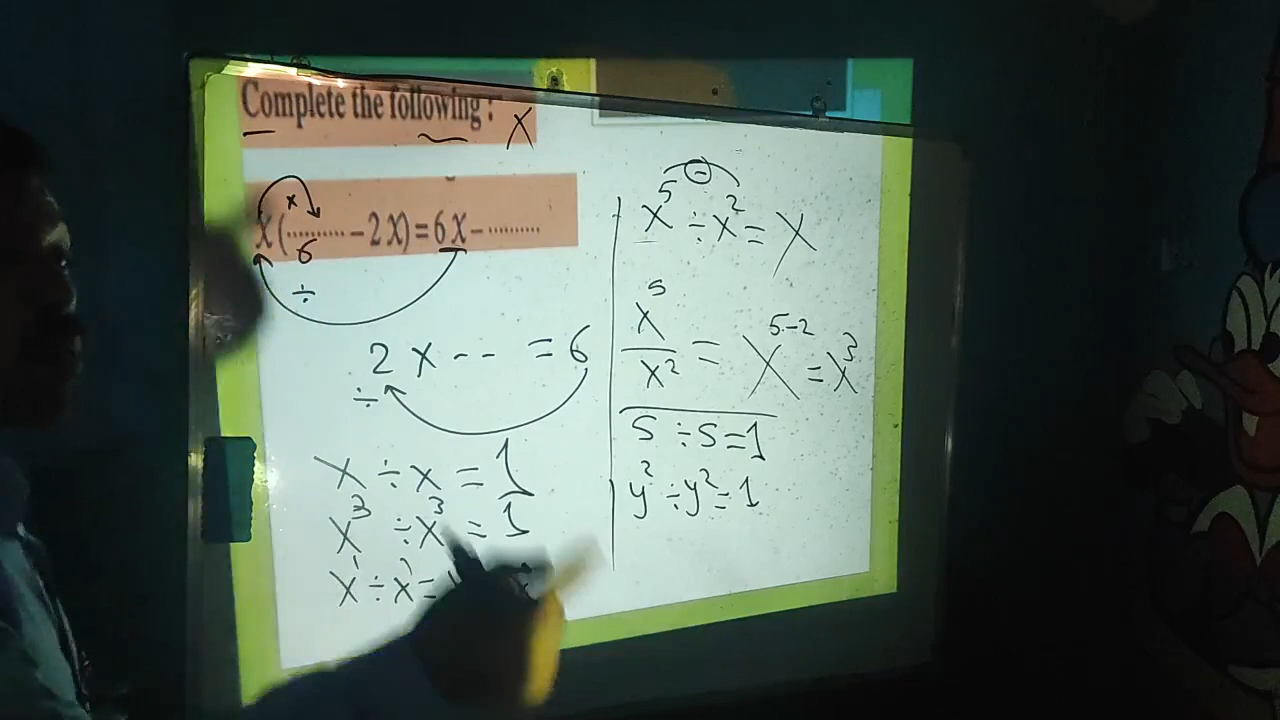 Complete the following : X
X (......... - 2X) = 6X - .........
x
6
÷
2 x -- = 6
÷
x ÷ x = 1
x³ ÷ x³ = 1
x¹ ÷ x¹ =
-
x⁵ ÷ x² = x
x⁵/x² = x⁵⁻² = x³
5 ÷ 5 = 1
y² ÷ y² = 1